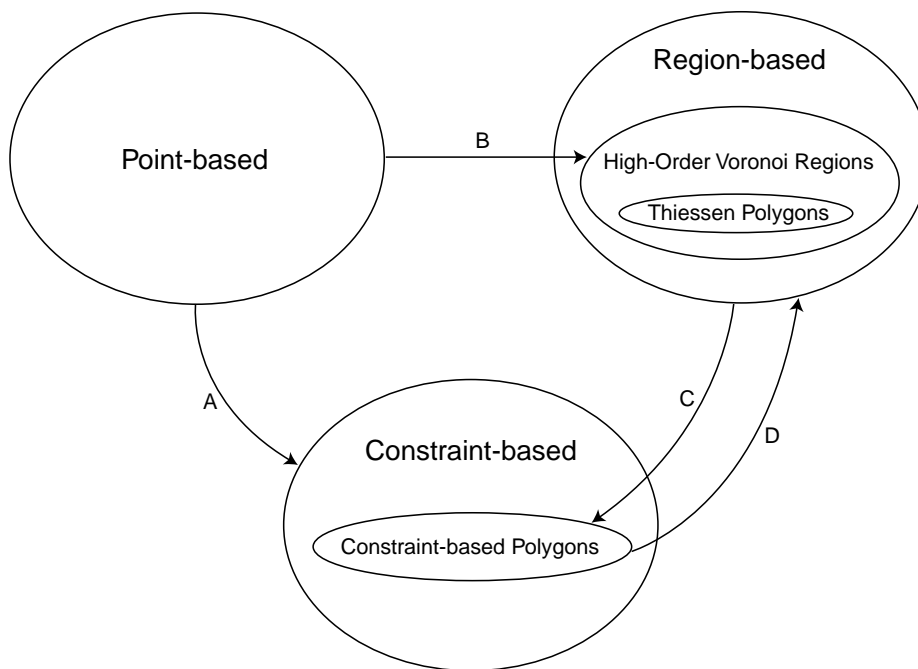 Region-based
Point-based
B
High-Order Voronoi Regions
Thiessen Polygons
A
C
D
Constraint-based
Constraint-based Polygons